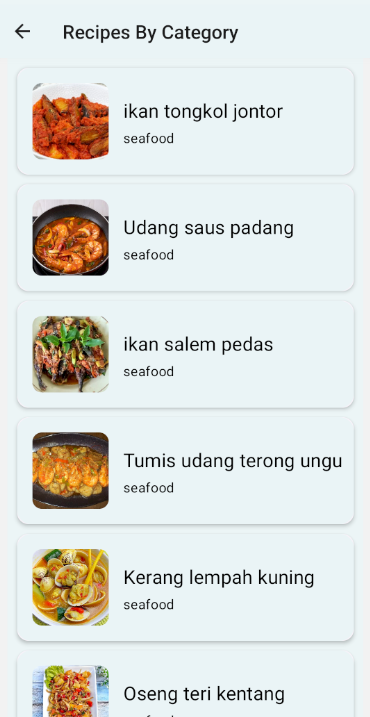 Recipes By Category
ikan tongkol jontor
seafood
Udang saus padang
seafood
ikan salem pedas
seafood
Tumis udang terong ungu
seafood
Kerang lempah kuning
seafood
Oseng teri kentang